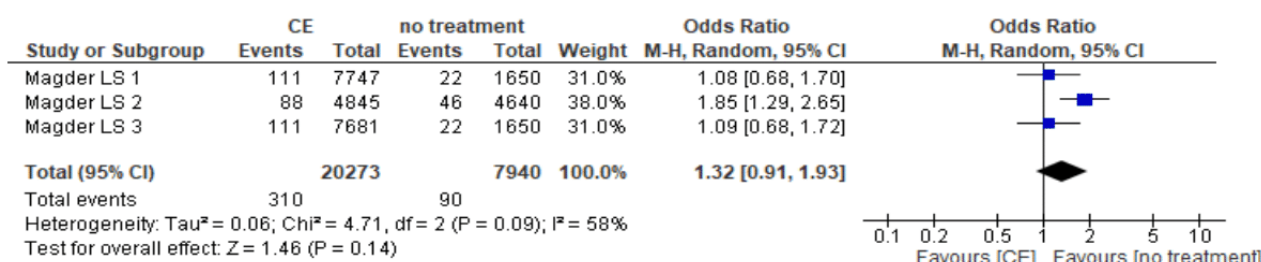 CE no treatment Odds Ratio Odds Ratio
Study or Subgroup Events Total Events Total Weight M-H, Random, 95% CI M-H, Random, 95% CI
Magder LS 1 111 7747 22 1650 31.0% 1.08 [0.68, 1.70]
Magder LS 2 88 4845 46 4640 38.0% 1.85 [1.29, 2.65]
Magder LS 3 111 7681 22 1650 31.0% 1.09 [0.68, 1.72]
Total (95% CI) 20273 7940 100.0% 1.32 [0.91, 1.93]
Total events 310 90
Heterogeneity: Tau² = 0.06; Chi² = 4.71, df = 2 (P = 0.09); I² = 58%
Test for overall effect: Z = 1.46 (P = 0.14)
0.1 0.2 0.5 1 2 5 10
Favours [CE] Favours [no treatment]